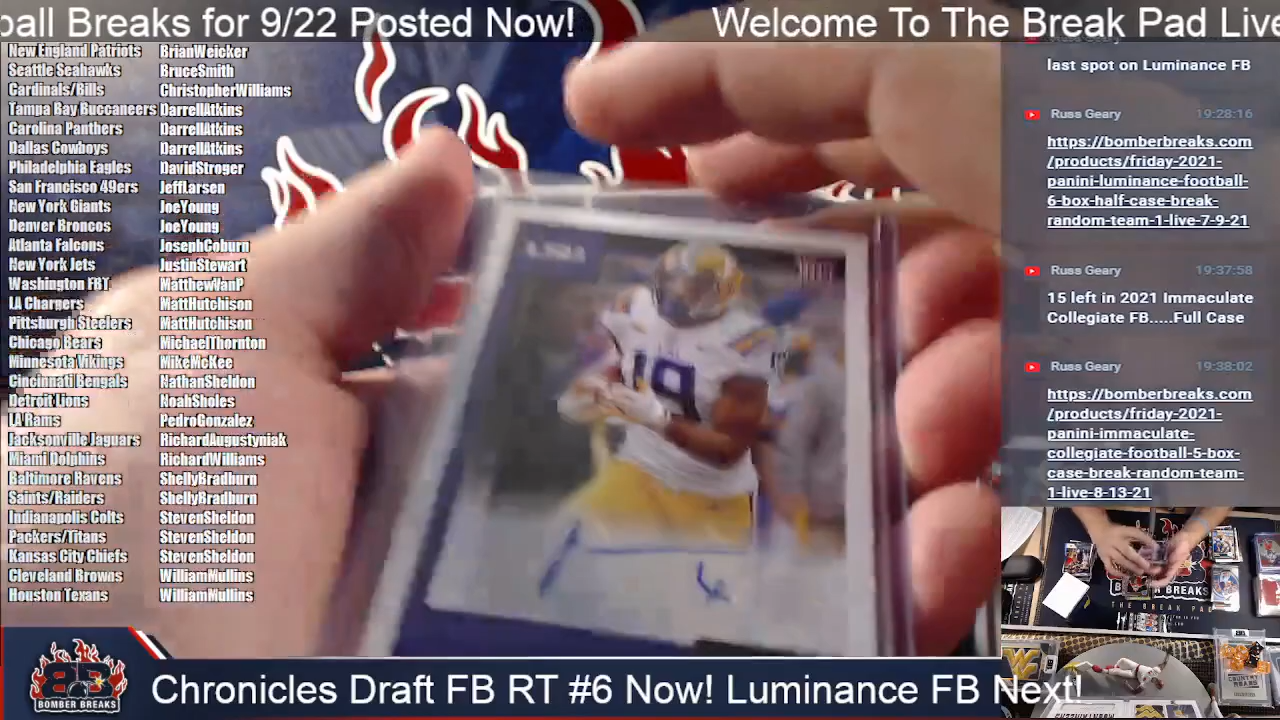 ball Breaks for 9/22 Posted Now! Welcome To The Break Pad Live
New England Patriots BrianWeicker
Seattle Seahawks BruceSmith
Cardinals/Bills ChristopherWilliams
Tampa Bay Buccaneers DarrellAtkins
Carolina Panthers DarrellAtkins
Dallas Cowboys DarrellAtkins
Philadelphia Eagles DavidStroger
San Francisco 49ers JeffLarsen
New York Giants JoeYoung
Denver Broncos JoeYoung
Atlanta Falcons JosephCoburn
New York Jets JustinStewart
Washington FBT MatthewVanP
LA Chargers MattHutchison
Pittsburgh Steelers MattHutchison
Chicago Bears MichaelThornton
Minnesota Vikings MikeMcKee
Cincinnati Bengals NathanSheldon
Detroit Lions NoahSholes
LA Rams PedroGonzalez
Jacksonville Jaguars RichardAugustyniak
Miami Dolphins RichardWilliams
Baltimore Ravens ShellyBradburn
Saints/Raiders ShellyBradburn
Indianapolis Colts StevenSheldon
Packers/Titans StevenSheldon
Kansas City Chiefs StevenSheldon
Cleveland Browns WilliamMullins
Houston Texans WilliamMullins
LSU
19
Russ Geary
last spot on Luminance FB
Russ Geary 19:28:16
https://bomberbreaks.com
/products/friday-2021-
panini-luminance-football-
6-box-half-case-break-
random-team-1-live-7-9-21
Russ Geary 19:37:58
15 left in 2021 Immaculate
Collegiate FB.....Full Case
Russ Geary 19:38:02
https://bomberbreaks.com
/products/friday-2021-
panini-immaculate-
collegiate-football-5-box-
case-break-random-team-
1-live-8-13-21
THE BREAK PAD
BOMBER BREAKS
Chronicles Draft FB RT #6 Now! Luminance FB Next!